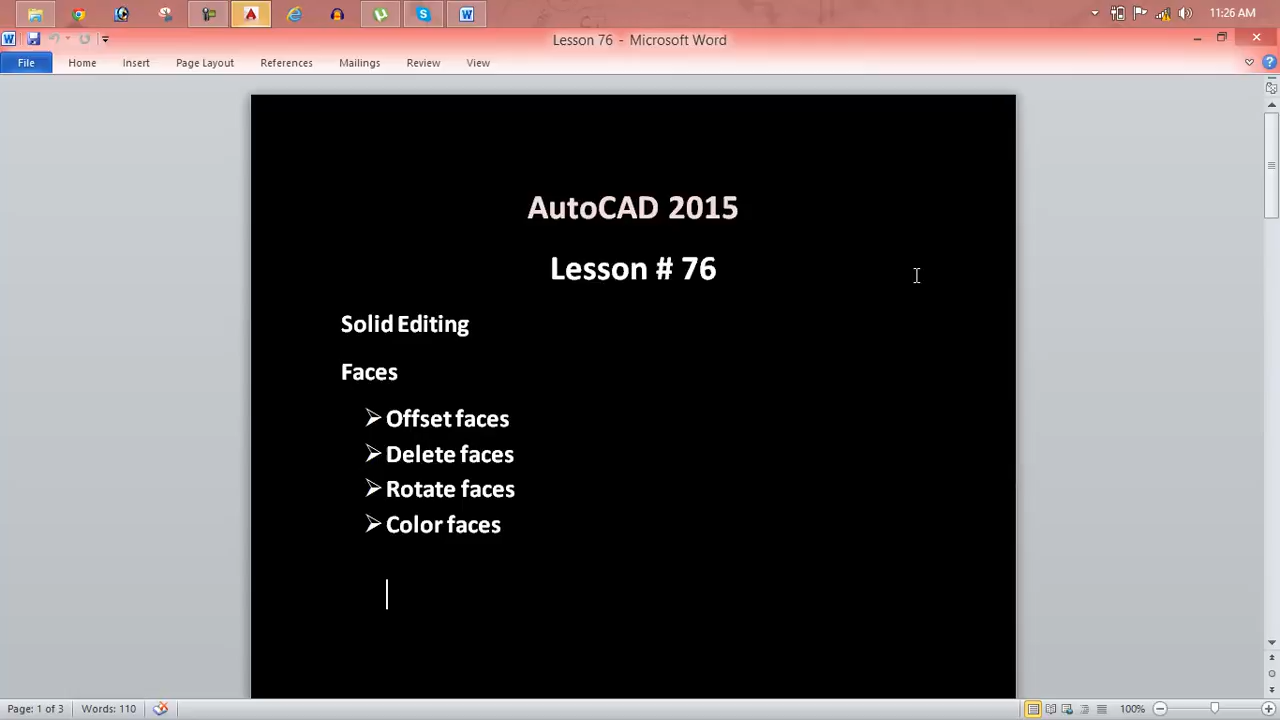 11:26 AM
Lesson 76 - Microsoft Word
File Home Insert Page Layout References Mailings Review View
AutoCAD 2015
Lesson # 76
Solid Editing
Faces
Offset faces
Delete faces
Rotate faces
Color faces
Page: 1 of 3 Words: 110 100%